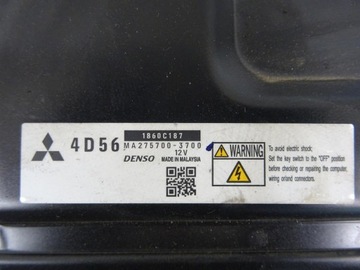 4D56
1860C187
MA275700-3700
12V
DENSO MADE IN MALAYSIA
WARNING
To avoid electric shock:
Set the key switch to the "OFF" position
before checking or repairing the computer,
wiring or/and connectors.